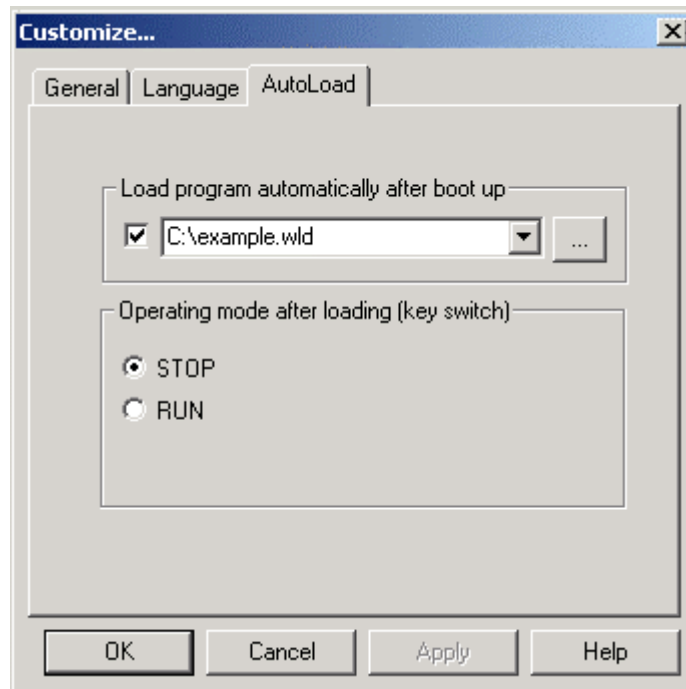 Customize...
General Language AutoLoad
Load program automatically after boot up
C:\example.wld ...
Operating mode after loading (key switch)
STOP
RUN
OK Cancel Apply Help